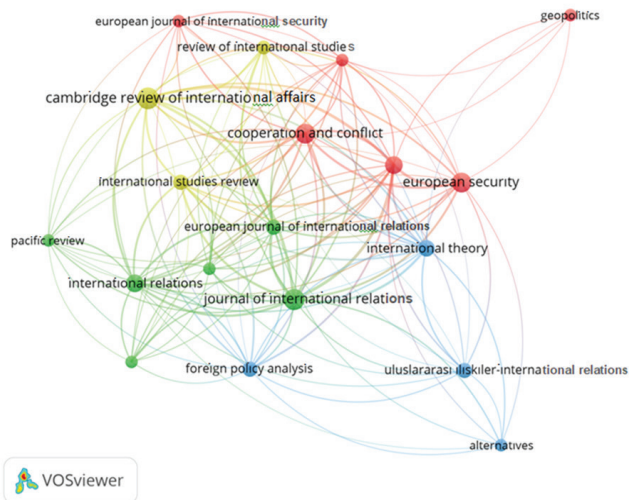 european journal of international security
geopolitics
review of international studies
cambridge review of international affairs
cooperation and conflict
international studies review
european security
european journal of international relations
pacific review
international theory
international relations
journal of international relations
foreign policy analysis
uluslararası ilişkiler-international relations
alternatives
VOSviewer